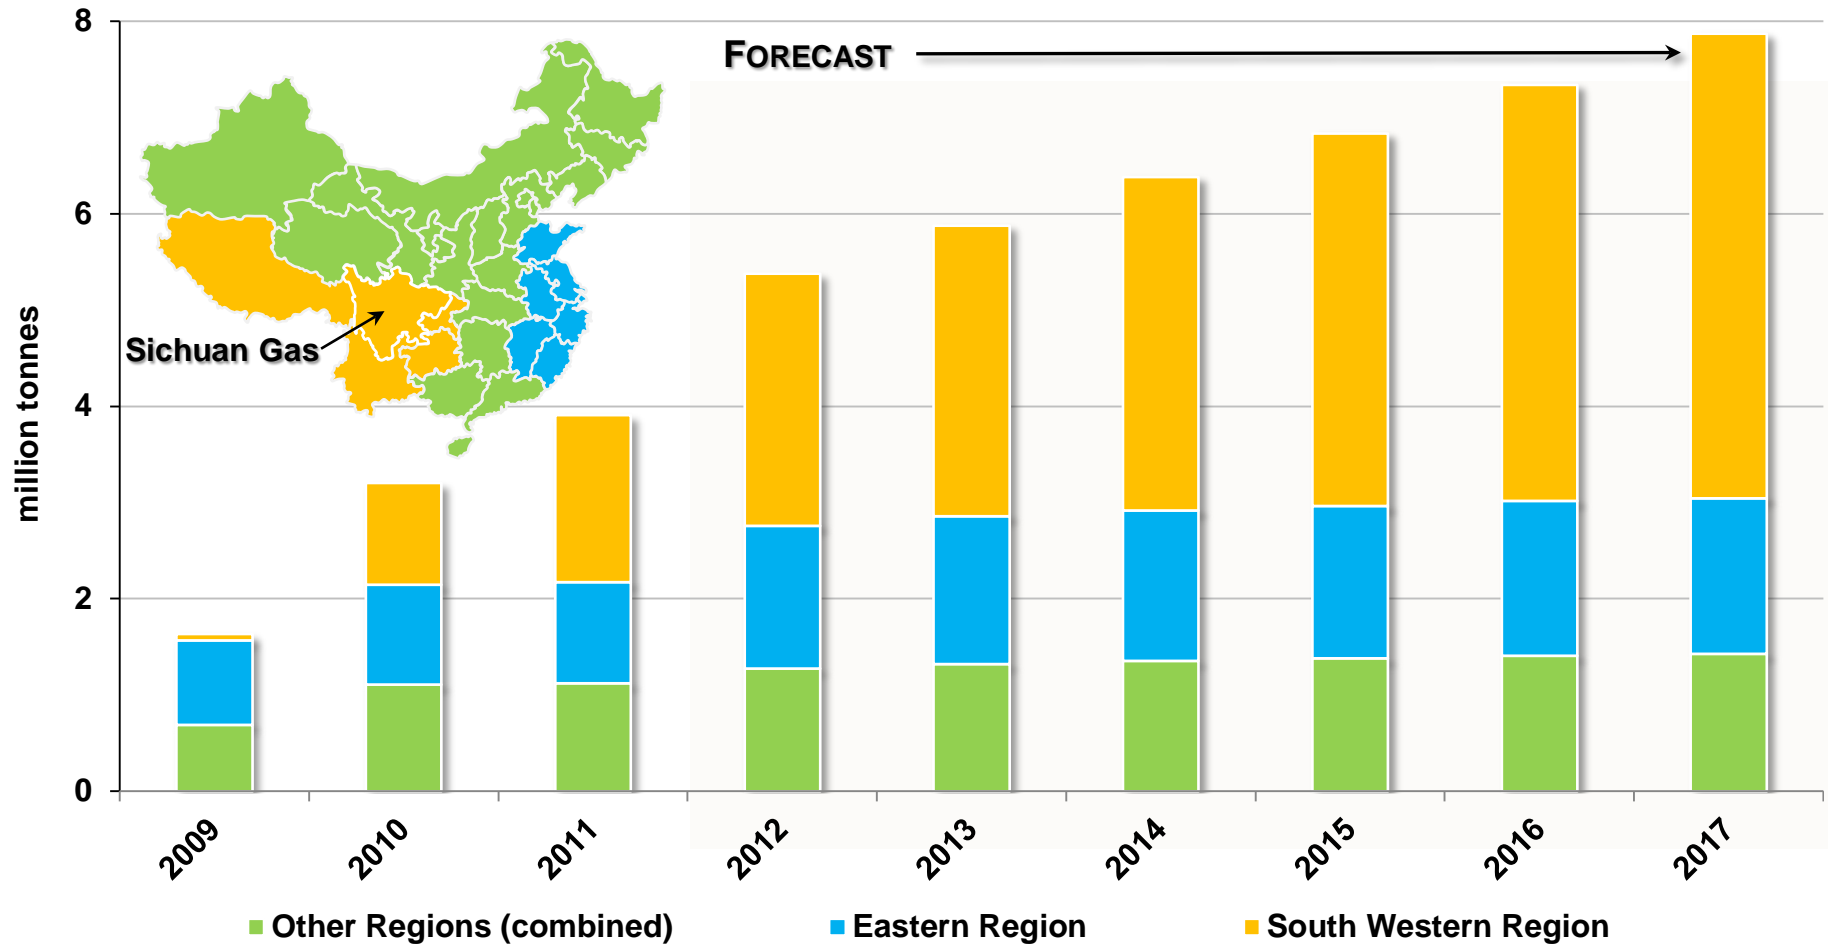 8
FORECAST
6
Sichuan Gas
4
million tonnes
2
0
2009 2010 2011 2012 2013 2014 2015 2016 2017
Other Regions (combined) Eastern Region South Western Region